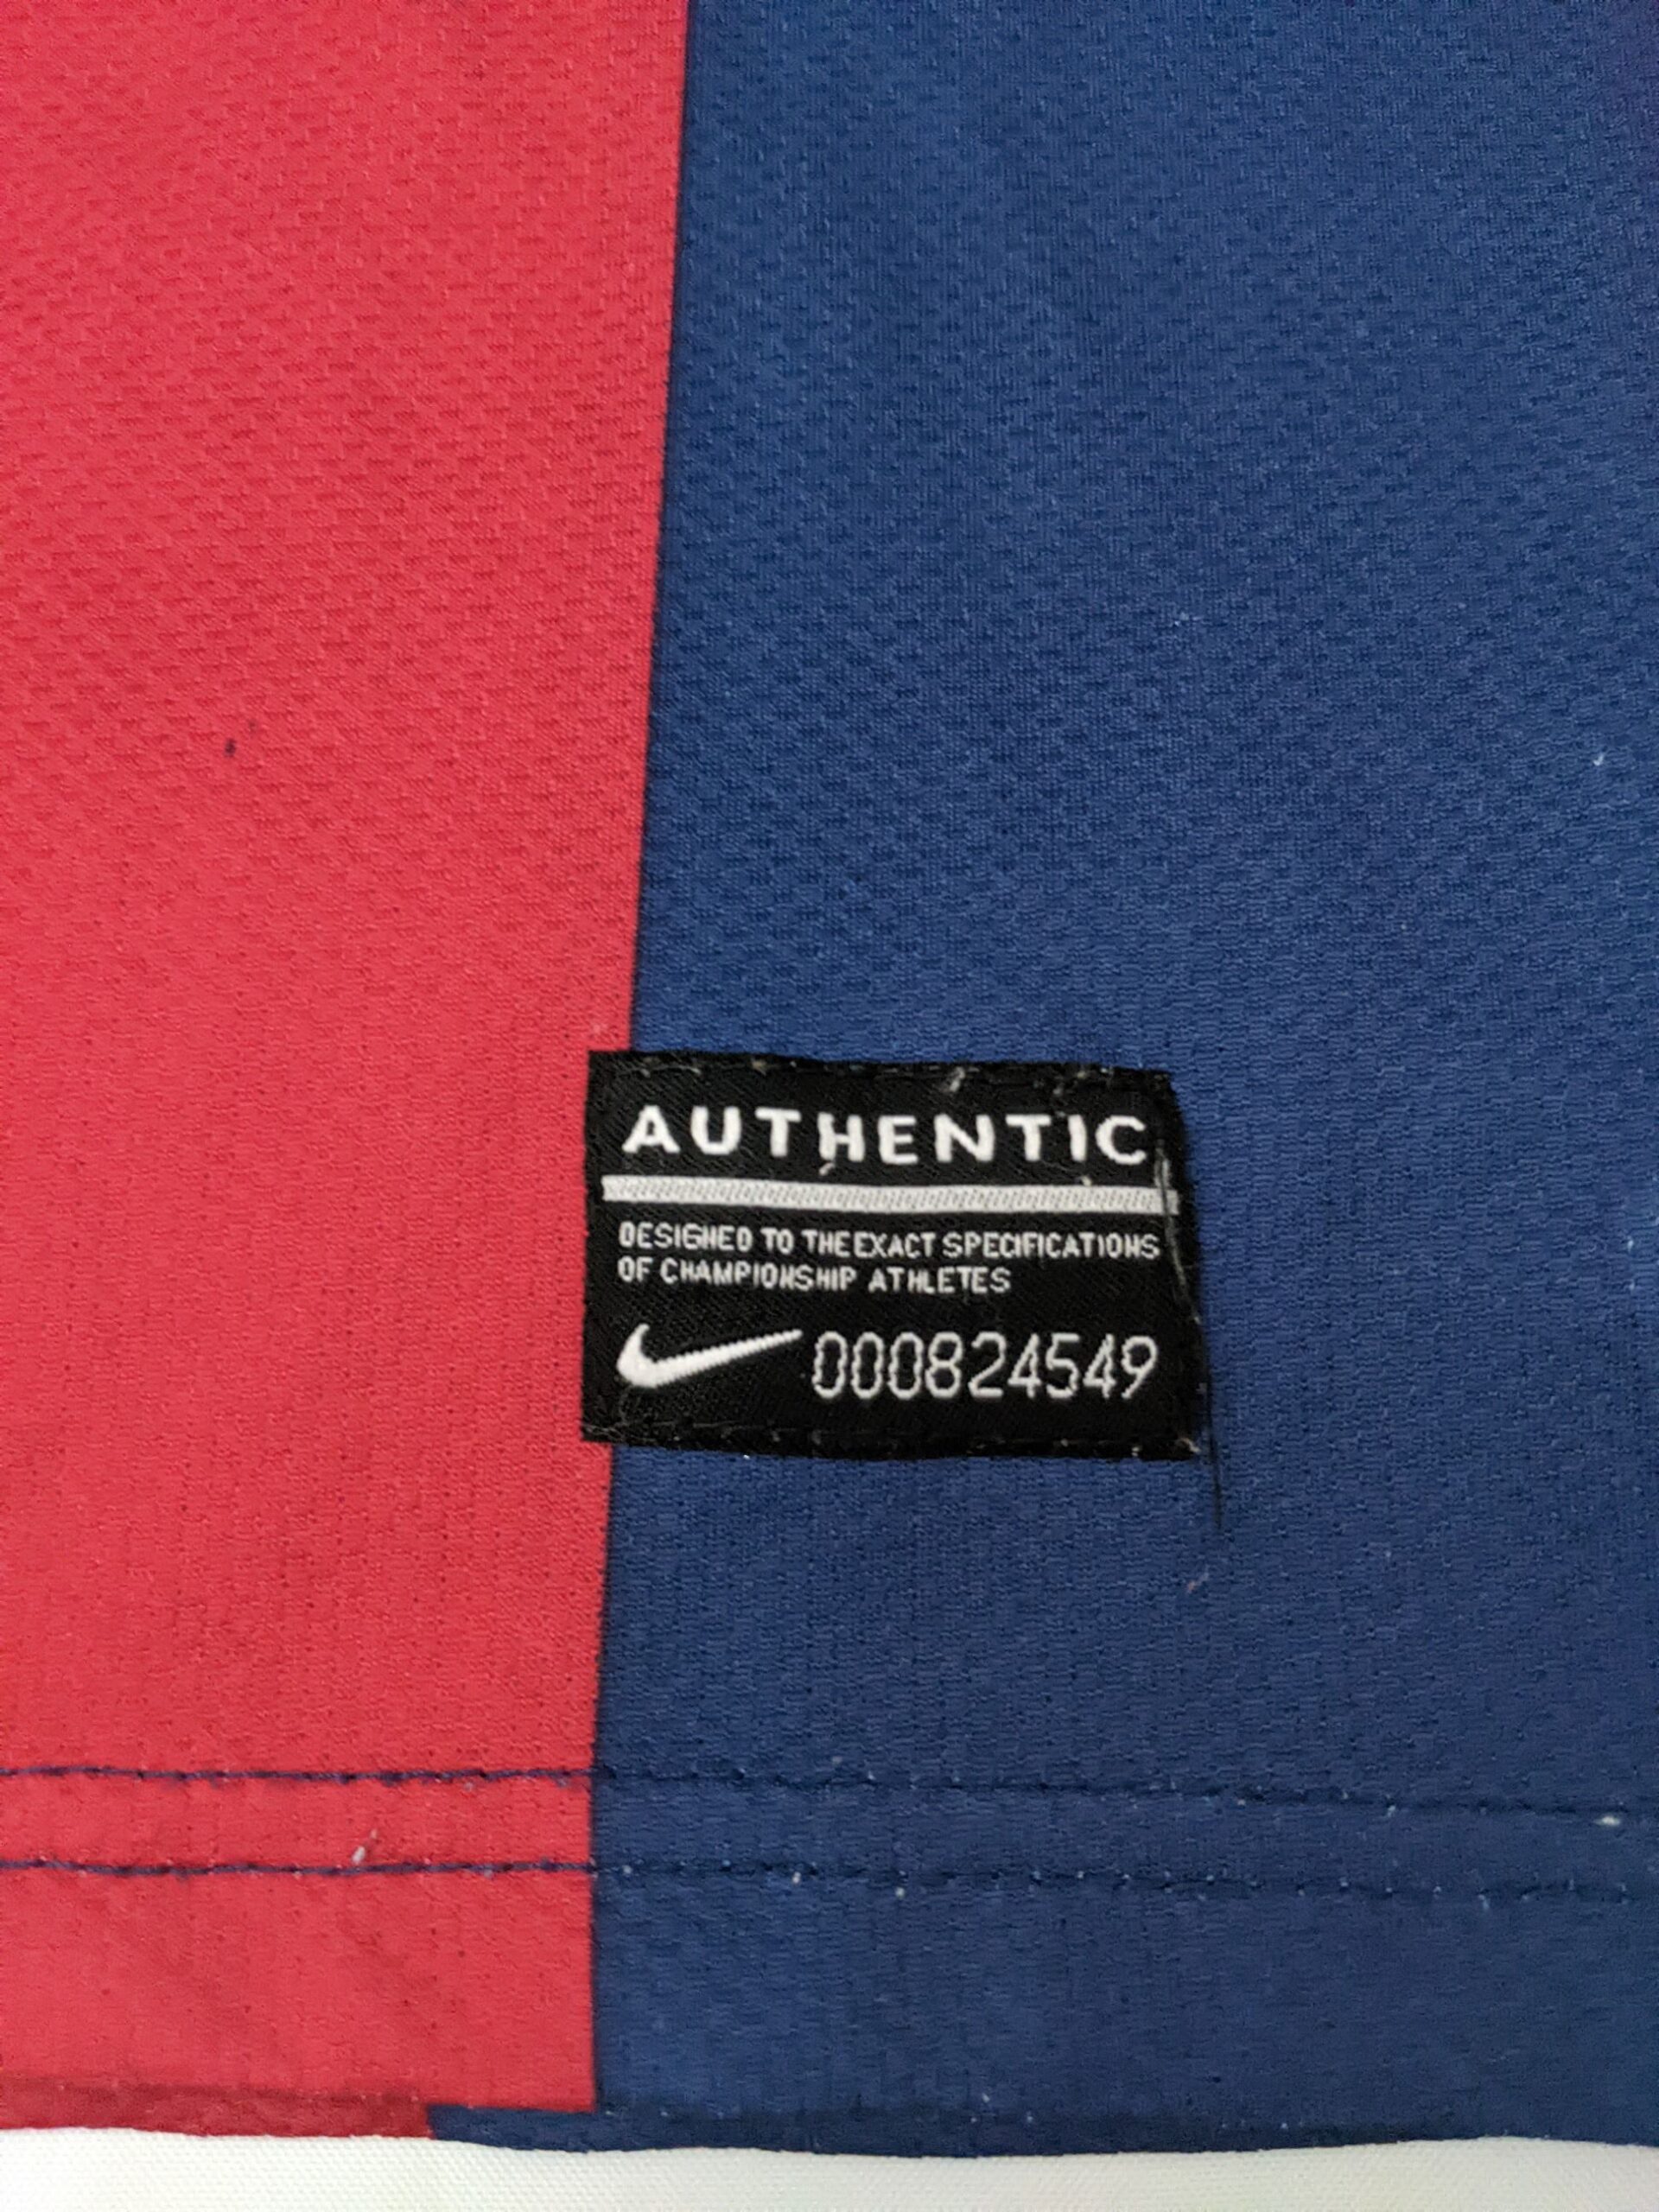 AUTHENTIC
DESIGNED TO THE EXACT SPECIFICATIONS
OF CHAMPIONSHIP ATHLETES
000824549